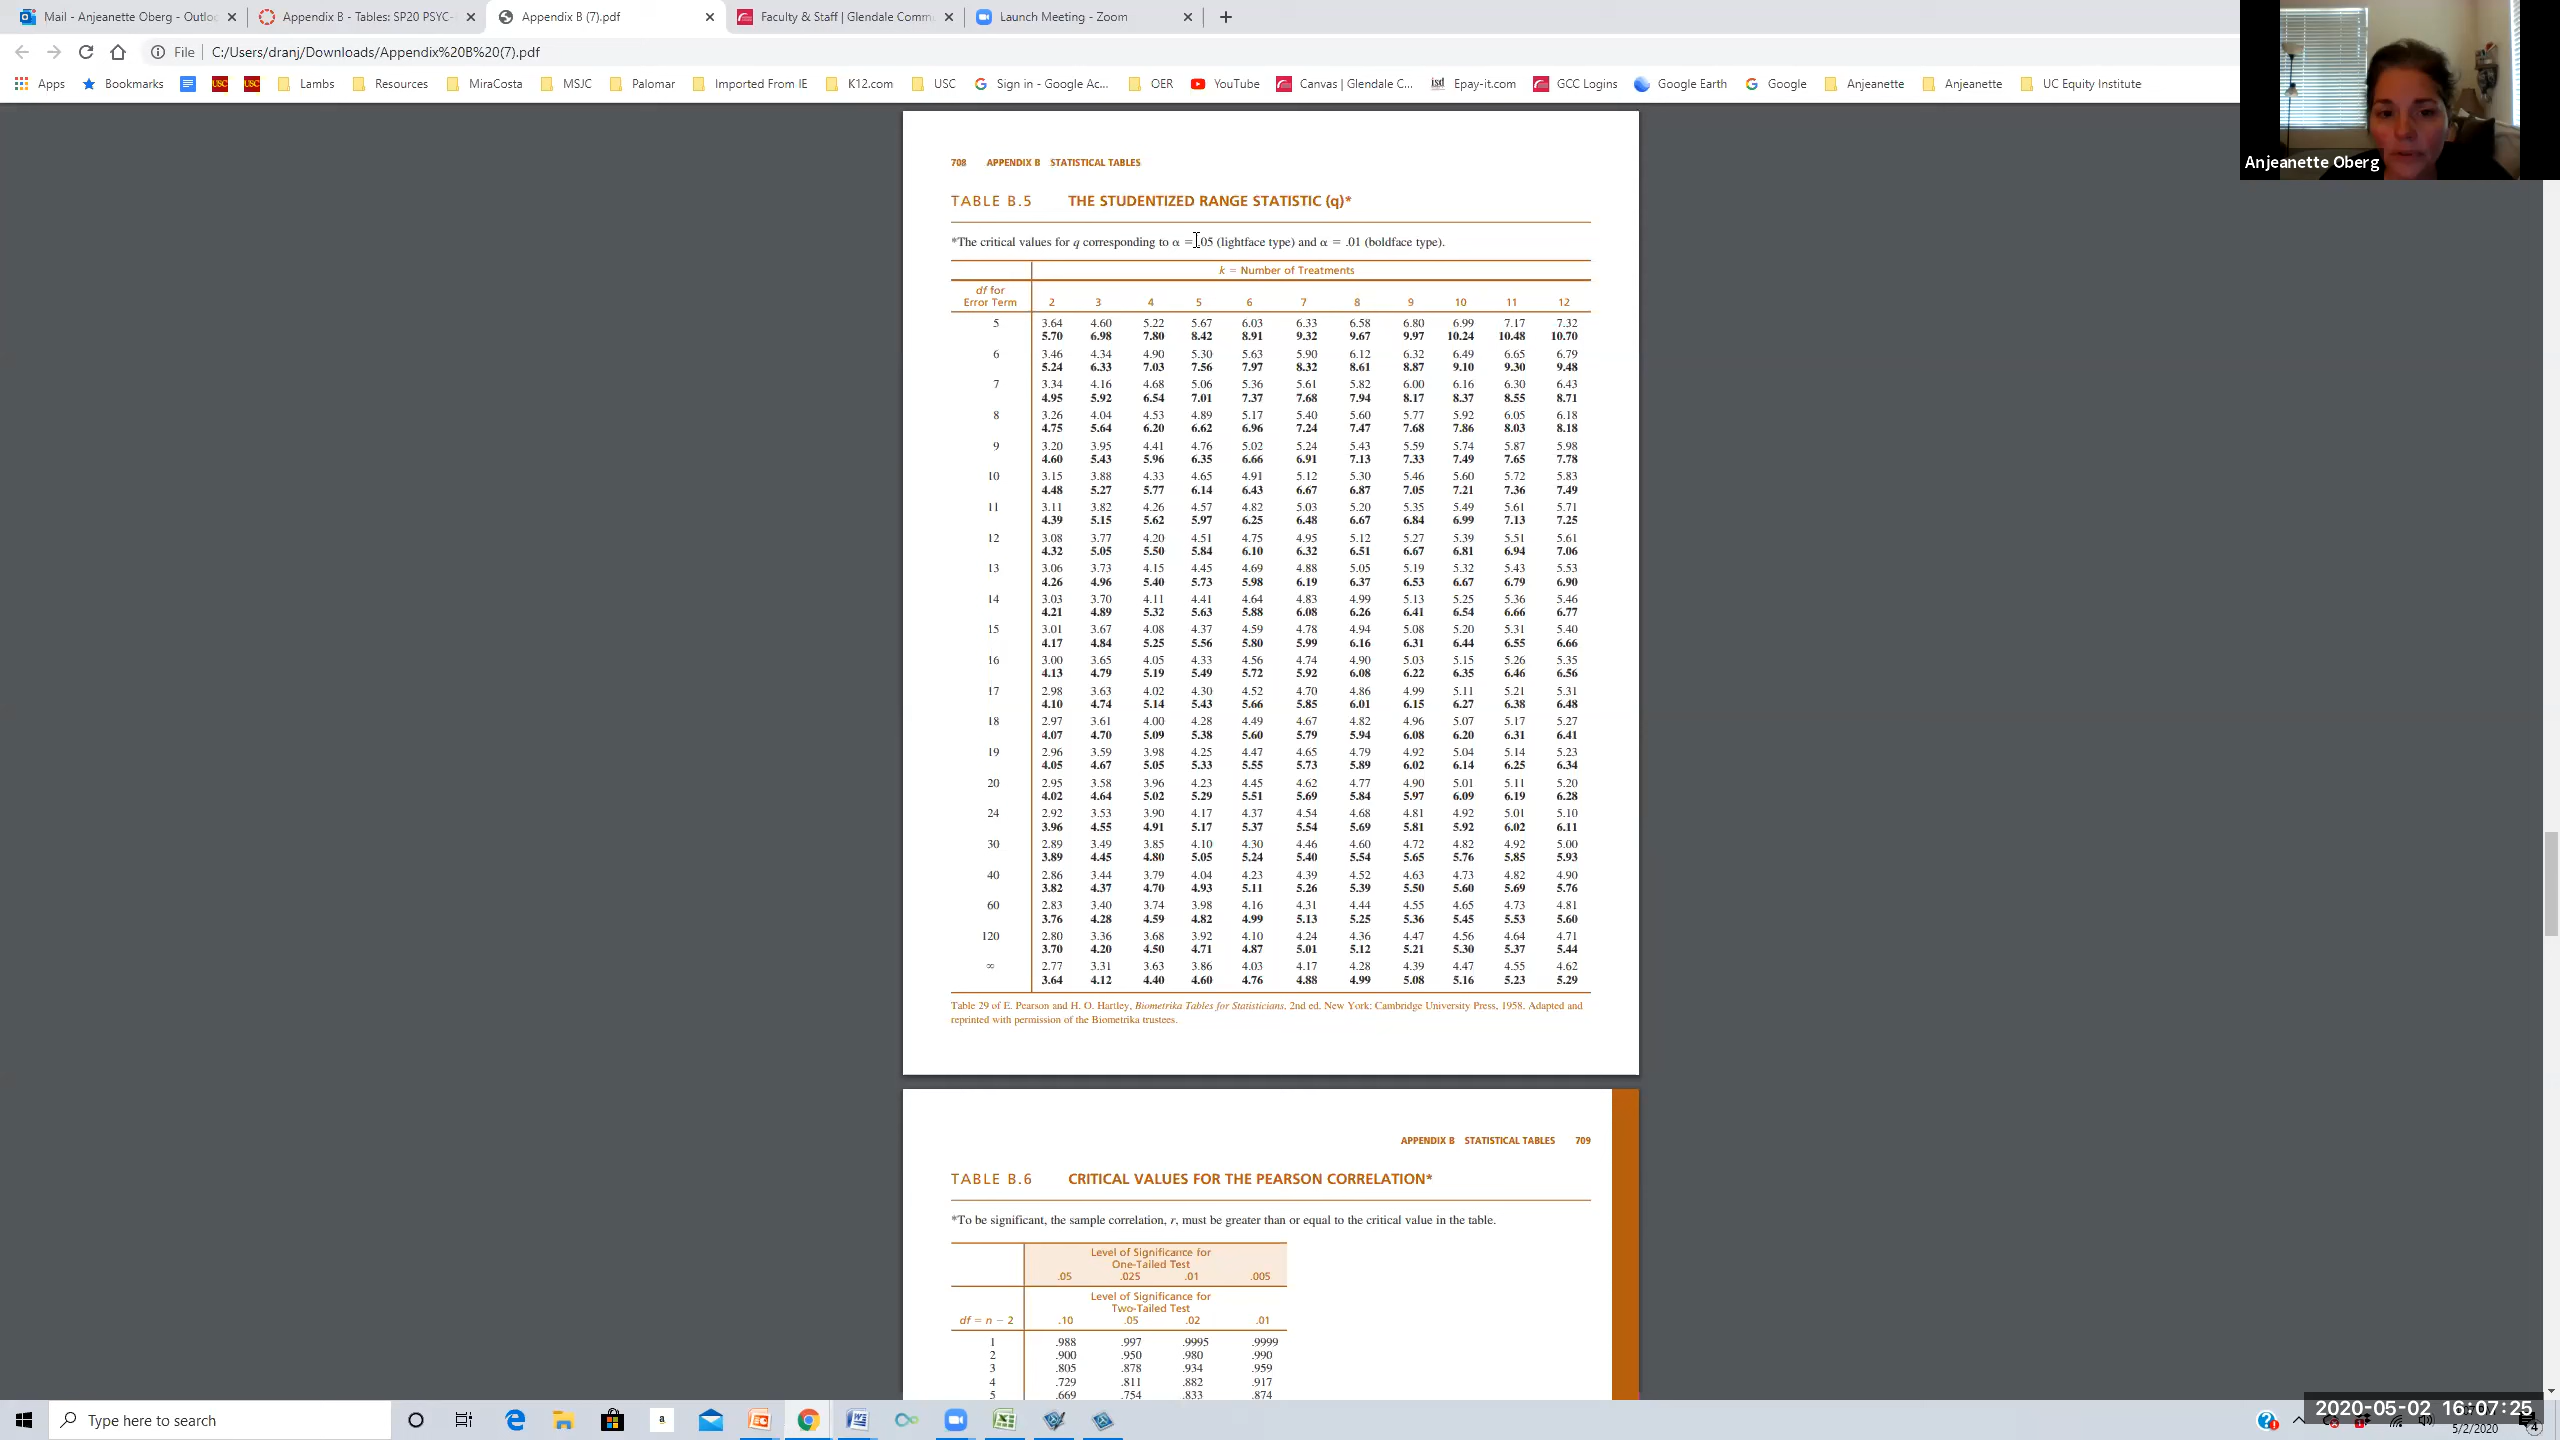 Mail - Anjeanette Oberg - Outlo
Appendix B - Tables: SP20 PSYC-
Appendix B (7).pdf
Faculty & Staff | Glendale Comm
Launch Meeting - Zoom
File
C:/Users/dranj/Downloads/Appendix%20B%20(7).pdf
Apps
Bookmarks
USC
USC
Lambs
Resources
MiraCosta
MSJC
Palomar
Imported From IE
K12.com
USC
Sign in - Google Ac...
OER
YouTube
Canvas | Glendale C...
Epay-it.com
GCC Logins
Google Earth
Google
Anjeanette
Anjeanette
UC Equity Institute
Anjeanette Oberg
708 APPENDIX B STATISTICAL TABLES
TABLE B.5 THE STUDENTIZED RANGE STATISTIC (q)*
*The critical values for q corresponding to α = .05 (lightface type) and α = .01 (boldface type).
k = Number of Treatments
df for
Error Term 2 3 4 5 6 7 8 9 10 11 12
5 3.64 4.60 5.22 5.67 6.03 6.33 6.58 6.80 6.99 7.17 7.32
5.70 6.98 7.80 8.42 8.91 9.32 9.67 9.97 10.24 10.48 10.70
6 3.46 4.34 4.90 5.30 5.63 5.90 6.12 6.32 6.49 6.65 6.79
5.24 6.33 7.03 7.56 7.97 8.32 8.61 8.87 9.10 9.30 9.48
7 3.34 4.16 4.68 5.06 5.36 5.61 5.82 6.00 6.16 6.30 6.43
4.95 5.92 6.54 7.01 7.37 7.68 7.94 8.17 8.37 8.55 8.71
8 3.26 4.04 4.53 4.89 5.17 5.40 5.60 5.77 5.92 6.05 6.18
4.75 5.64 6.20 6.62 6.96 7.24 7.47 7.68 7.86 8.03 8.18
9 3.20 3.95 4.41 4.76 5.02 5.24 5.43 5.59 5.74 5.87 5.98
4.60 5.43 5.96 6.35 6.66 6.91 7.13 7.33 7.49 7.65 7.78
10 3.15 3.88 4.33 4.65 4.91 5.12 5.30 5.46 5.60 5.72 5.83
4.48 5.27 5.77 6.14 6.43 6.67 6.87 7.05 7.21 7.36 7.49
11 3.11 3.82 4.26 4.57 4.82 5.03 5.20 5.35 5.49 5.61 5.71
4.39 5.15 5.62 5.97 6.25 6.48 6.67 6.84 6.99 7.13 7.25
12 3.08 3.77 4.20 4.51 4.75 4.95 5.12 5.27 5.39 5.51 5.61
4.32 5.05 5.50 5.84 6.10 6.32 6.51 6.67 6.81 6.94 7.06
13 3.06 3.73 4.15 4.45 4.69 4.88 5.05 5.19 5.32 5.43 5.53
4.26 4.96 5.40 5.73 5.98 6.19 6.37 6.53 6.67 6.79 6.90
14 3.03 3.70 4.11 4.41 4.64 4.83 4.99 5.13 5.25 5.36 5.46
4.21 4.89 5.32 5.63 5.88 6.08 6.26 6.41 6.54 6.66 6.77
15 3.01 3.67 4.08 4.37 4.59 4.78 4.94 5.08 5.20 5.31 5.40
4.17 4.84 5.25 5.56 5.80 5.99 6.16 6.31 6.44 6.55 6.66
16 3.00 3.65 4.05 4.33 4.56 4.74 4.90 5.03 5.15 5.26 5.35
4.13 4.79 5.19 5.49 5.72 5.92 6.08 6.22 6.35 6.46 6.56
17 2.98 3.63 4.02 4.30 4.52 4.70 4.86 4.99 5.11 5.21 5.31
4.10 4.74 5.14 5.43 5.66 5.85 6.01 6.15 6.27 6.38 6.48
18 2.97 3.61 4.00 4.28 4.49 4.67 4.82 4.96 5.07 5.17 5.27
4.07 4.70 5.09 5.38 5.60 5.79 5.94 6.08 6.20 6.31 6.41
19 2.96 3.59 3.98 4.25 4.47 4.65 4.79 4.92 5.04 5.14 5.23
4.05 4.67 5.05 5.33 5.55 5.73 5.89 6.02 6.14 6.25 6.34
20 2.95 3.58 3.96 4.23 4.45 4.62 4.77 4.90 5.01 5.11 5.20
4.02 4.64 5.02 5.29 5.51 5.69 5.84 5.97 6.09 6.19 6.28
24 2.92 3.53 3.90 4.17 4.37 4.54 4.68 4.81 4.92 5.01 5.10
3.96 4.55 4.91 5.17 5.37 5.54 5.69 5.81 5.92 6.02 6.11
30 2.89 3.49 3.85 4.10 4.30 4.46 4.60 4.72 4.82 4.92 5.00
3.89 4.45 4.80 5.05 5.24 5.40 5.54 5.65 5.76 5.85 5.93
40 2.86 3.44 3.79 4.04 4.23 4.39 4.52 4.63 4.73 4.82 4.90
3.82 4.37 4.70 4.93 5.11 5.26 5.39 5.50 5.60 5.69 5.76
60 2.83 3.40 3.74 3.98 4.16 4.31 4.44 4.55 4.65 4.73 4.81
3.76 4.28 4.59 4.82 4.99 5.13 5.25 5.36 5.45 5.53 5.60
120 2.80 3.36 3.68 3.92 4.10 4.24 4.36 4.47 4.56 4.64 4.71
3.70 4.20 4.50 4.71 4.87 5.01 5.12 5.21 5.30 5.37 5.44
∞ 2.77 3.31 3.63 3.86 4.03 4.17 4.28 4.39 4.47 4.55 4.62
3.64 4.12 4.40 4.60 4.76 4.88 4.99 5.08 5.16 5.23 5.29
Table 29 of E. Pearson and H. O. Hartley, Biometrika Tables for Statisticians, 2nd ed. New York: Cambridge University Press, 1958. Adapted and
reprinted with permission of the Biometrika trustees.
APPENDIX B STATISTICAL TABLES 709
TABLE B.6 CRITICAL VALUES FOR THE PEARSON CORRELATION*
*To be significant, the sample correlation, r, must be greater than or equal to the critical value in the table.
Level of Significance for
One-Tailed Test
.05 .025 .01 .005
Level of Significance for
Two-Tailed Test
df = n − 2 .10 .05 .02 .01
1 .988 .997 .9995 .9999
2 .900 .950 .980 .990
3 .805 .878 .934 .959
4 .729 .811 .882 .917
5 .669 .754 .833 .874
Type here to search
2020-05-02 16:07:25
5/2/2020